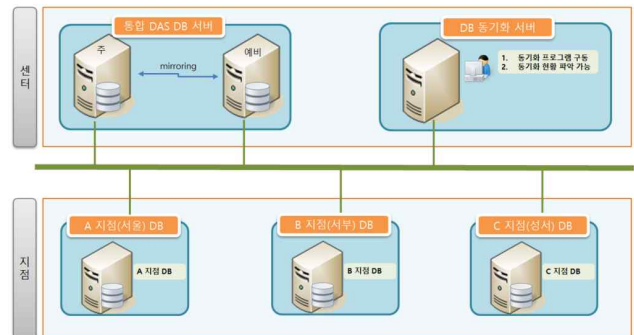 센터
통합 DAS DB 서버
주
mirroring
예비
DB 동기화 서버
1. 동기화 프로그램 구동
2. 동기화 현황 파악 가능
지점
A 지점(서울) DB
A 지점 DB
B 지점(서부) DB
B 지점 DB
C 지점(성서) DB
C 지점 DB